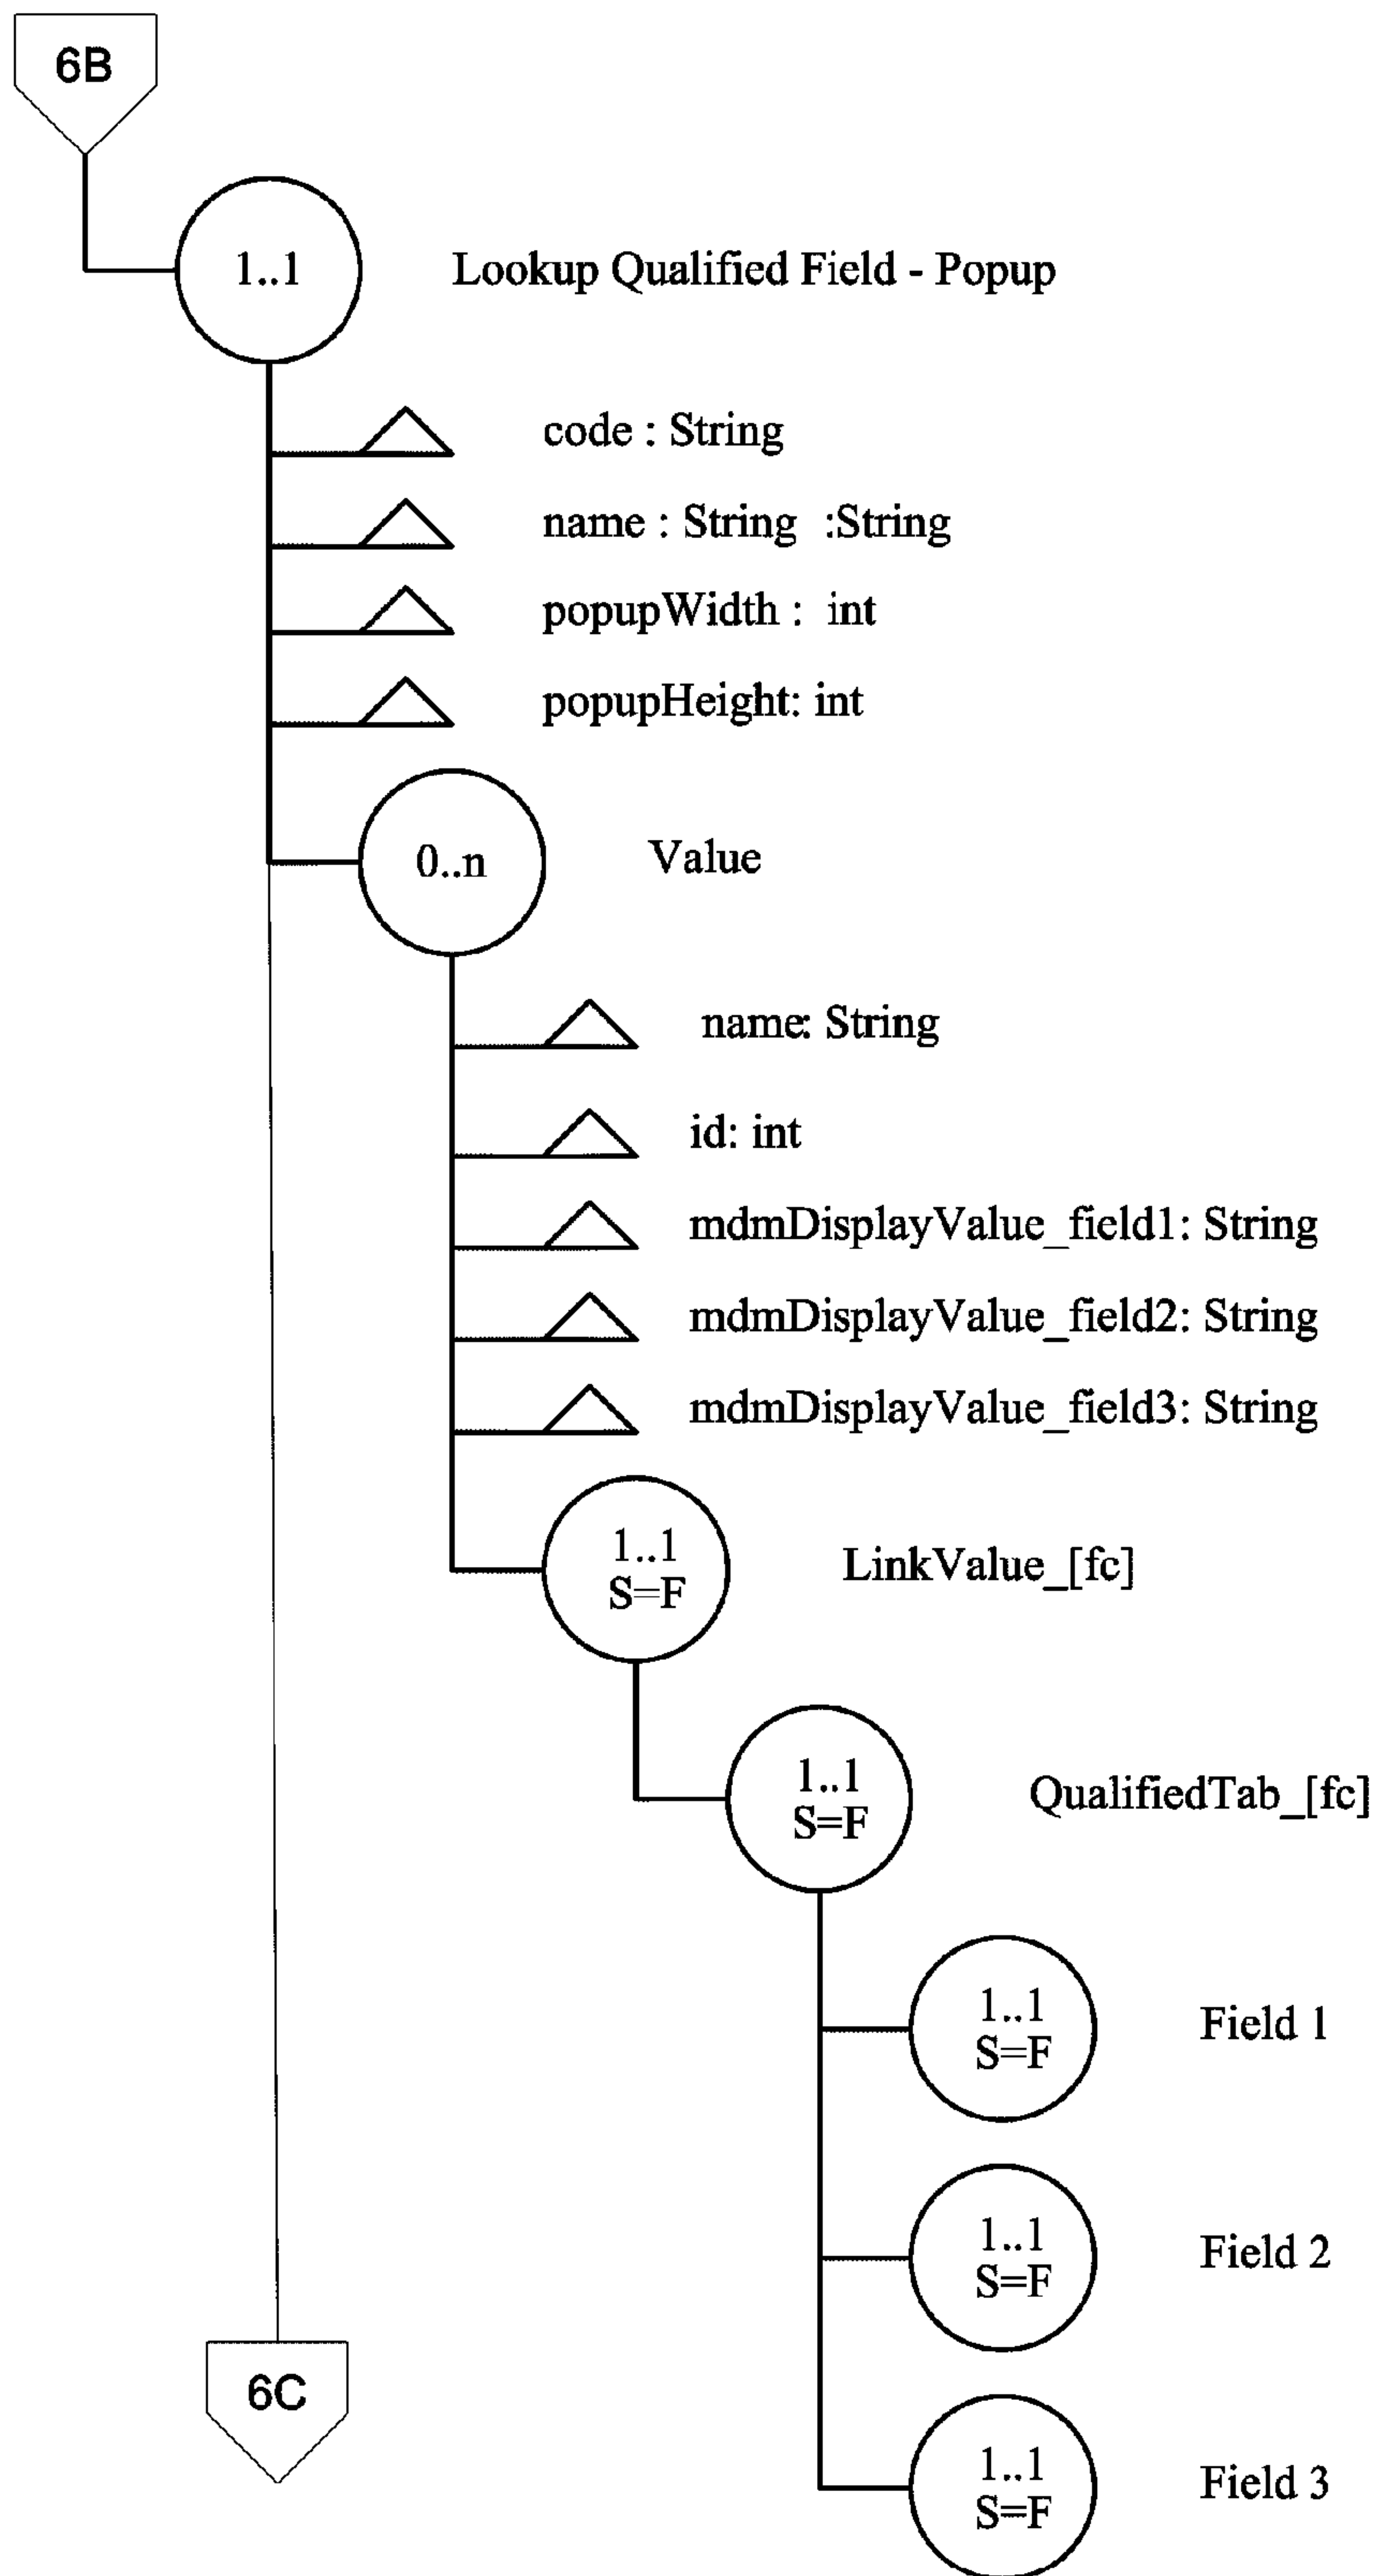 6B
1..1
Lookup Qualified Field - Popup
code : String
name : String :String
popupWidth : int
popupHeight: int
0..n
Value
name: String
id: int
mdmDisplayValue_field1: String
mdmDisplayValue_field2: String
mdmDisplayValue_field3: String
1..1
S=F
LinkValue_[fc]
1..1
S=F
QualifiedTab_[fc]
1..1
S=F
Field 1
1..1
S=F
Field 2
6C
1..1
S=F
Field 3